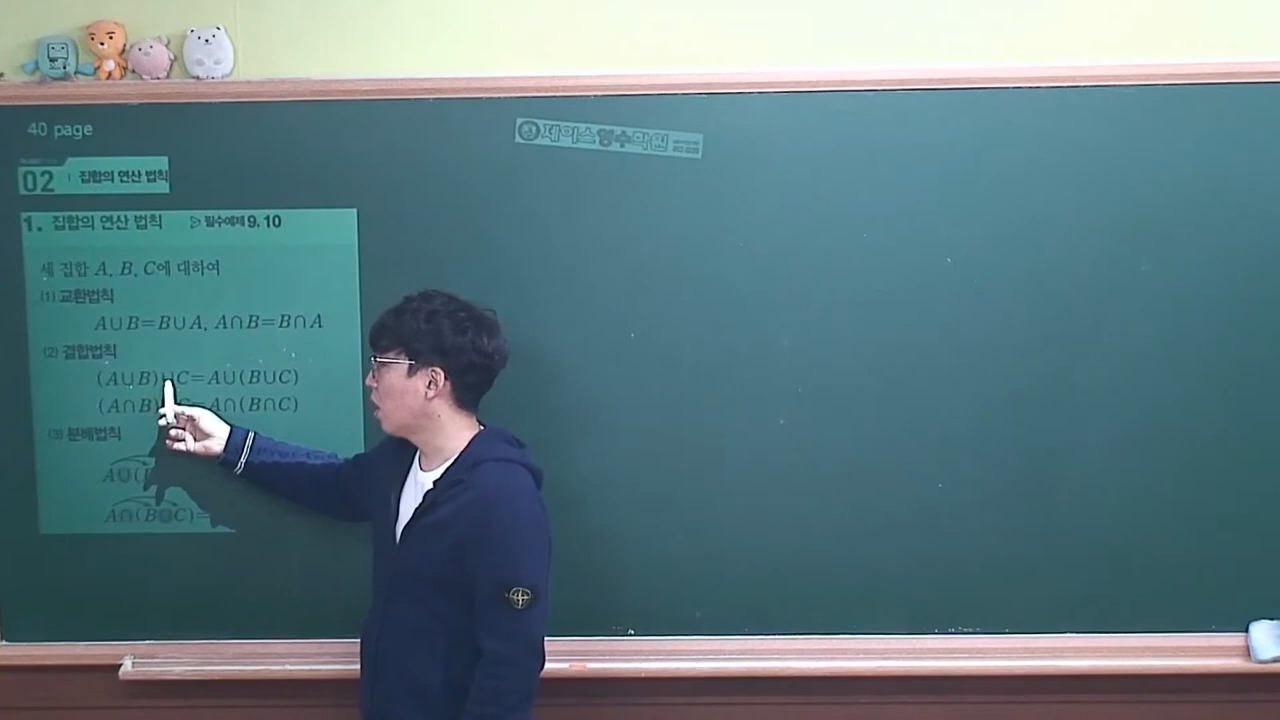 40 page
제이스영수학원
02 집합의 연산 법칙
1. 집합의 연산 법칙 ▷ 필수예제 9, 10
세 집합 A, B, C에 대하여
(1) 교환법칙
A∪B=B∪A, A∩B=B∩A
(2) 결합법칙
(A∪B)∪C=A∪(B∪C)
(A∩B) C=A∩(B∩C)
(3) 분배법칙
A∪(
A∩(B∪C)=